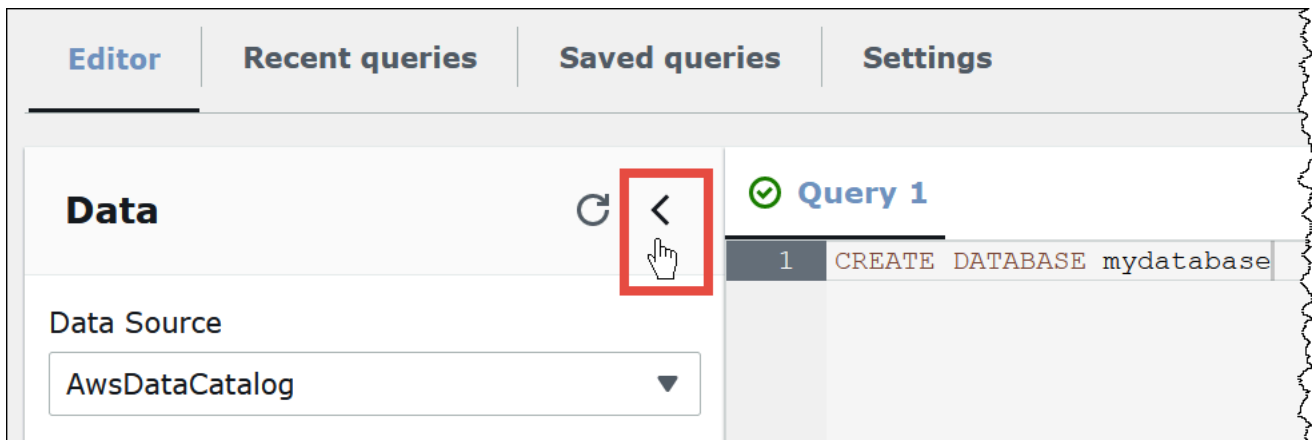 Editor Recent queries Saved queries Settings
Data
Query 1
1 CREATE DATABASE mydatabase
Data Source
AwsDataCatalog